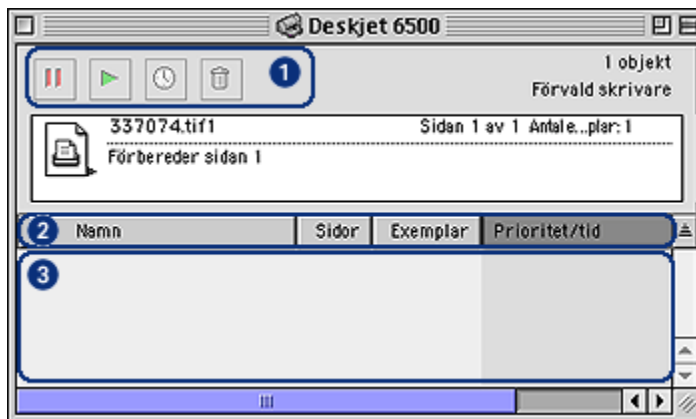 Deskjet 6500
1
1 objekt
Förvald skrivare
337074.tif1 Sidan 1 av 1 Antale...plar: 1
Förbereder sidan 1
2 Namn Sidor Exemplar Prioritet/tid
3